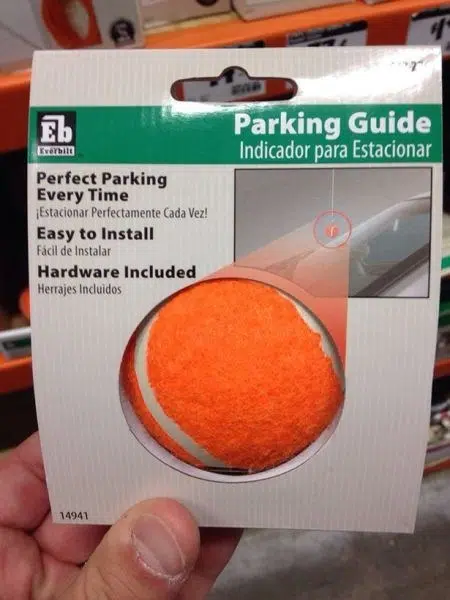 Eb
Everbilt
Parking Guide
Indicador para Estacionar
Perfect Parking
Every Time
¡Estacionar Perfectamente Cada Vez!
Easy to Install
Fácil de Instalar
Hardware Included
Herrajes Incluidos
14941